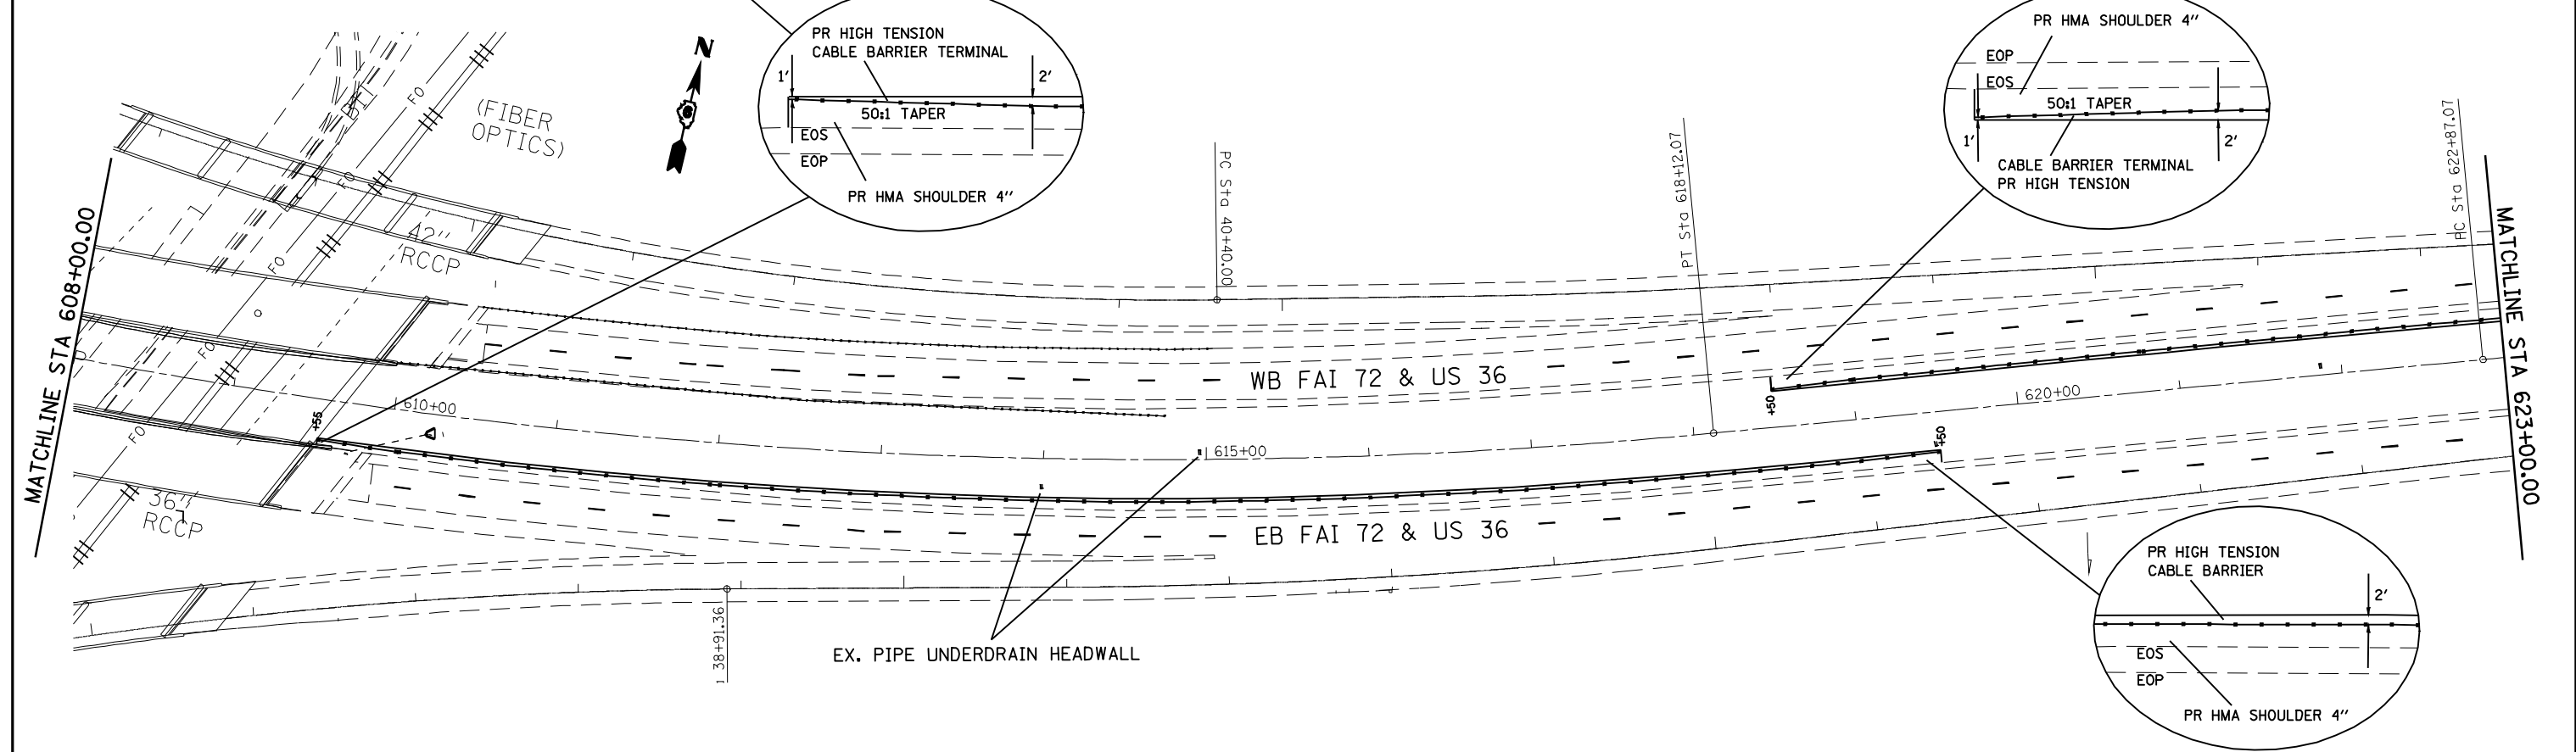 PR HIGH TENSION
CABLE BARRIER TERMINAL
1'
2'
50:1 TAPER
EOS
EOP
PR HMA SHOULDER 4"
PR HMA SHOULDER 4"
EOP
EOS
50:1 TAPER
1'
2'
CABLE BARRIER TERMINAL
PR HIGH TENSION
N
(FIBER
OPTICS)
FO
FO
FO
FO
FO
42"
RCCP
36"
RCCP
MATCHLINE STA 608+00.00
PC Sta 40+40.00
PT Sta 618+12.07
PC Sta 622+87.07
MATCHLINE STA 623+00.00
WB FAI 72 & US 36
+55
610+00
615+00
620+00
+50
+50
EB FAI 72 & US 36
38+91.36
EX. PIPE UNDERDRAIN HEADWALL
PR HIGH TENSION
CABLE BARRIER
2'
EOS
EOP
PR HMA SHOULDER 4"